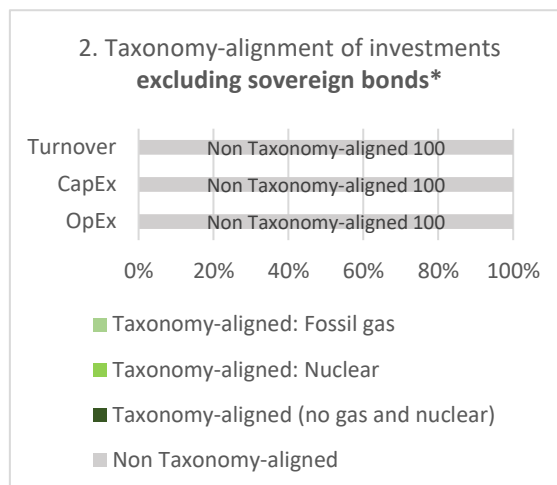 2. Taxonomy-alignment of investments
excluding sovereign bonds*
Turnover
Non Taxonomy-aligned 100
CapEx
Non Taxonomy-aligned 100
OpEx
Non Taxonomy-aligned 100
0% 20% 40% 60% 80% 100%
Taxonomy-aligned: Fossil gas
Taxonomy-aligned: Nuclear
Taxonomy-aligned (no gas and nuclear)
Non Taxonomy-aligned